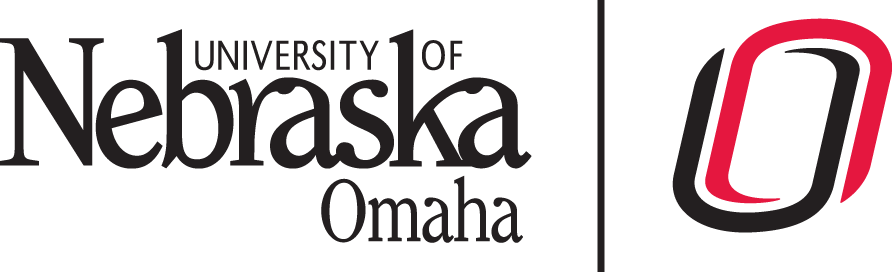 UNIVERSITY OF
Nebraska
Omaha
O